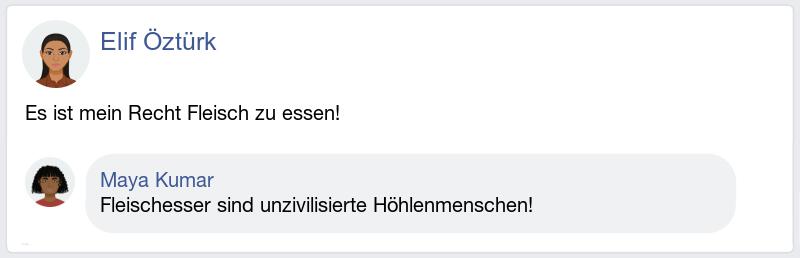 Elif Öztürk
Es ist mein Recht Fleisch zu essen!
Maya Kumar
Fleischesser sind unzivilisierte Höhlenmenschen!